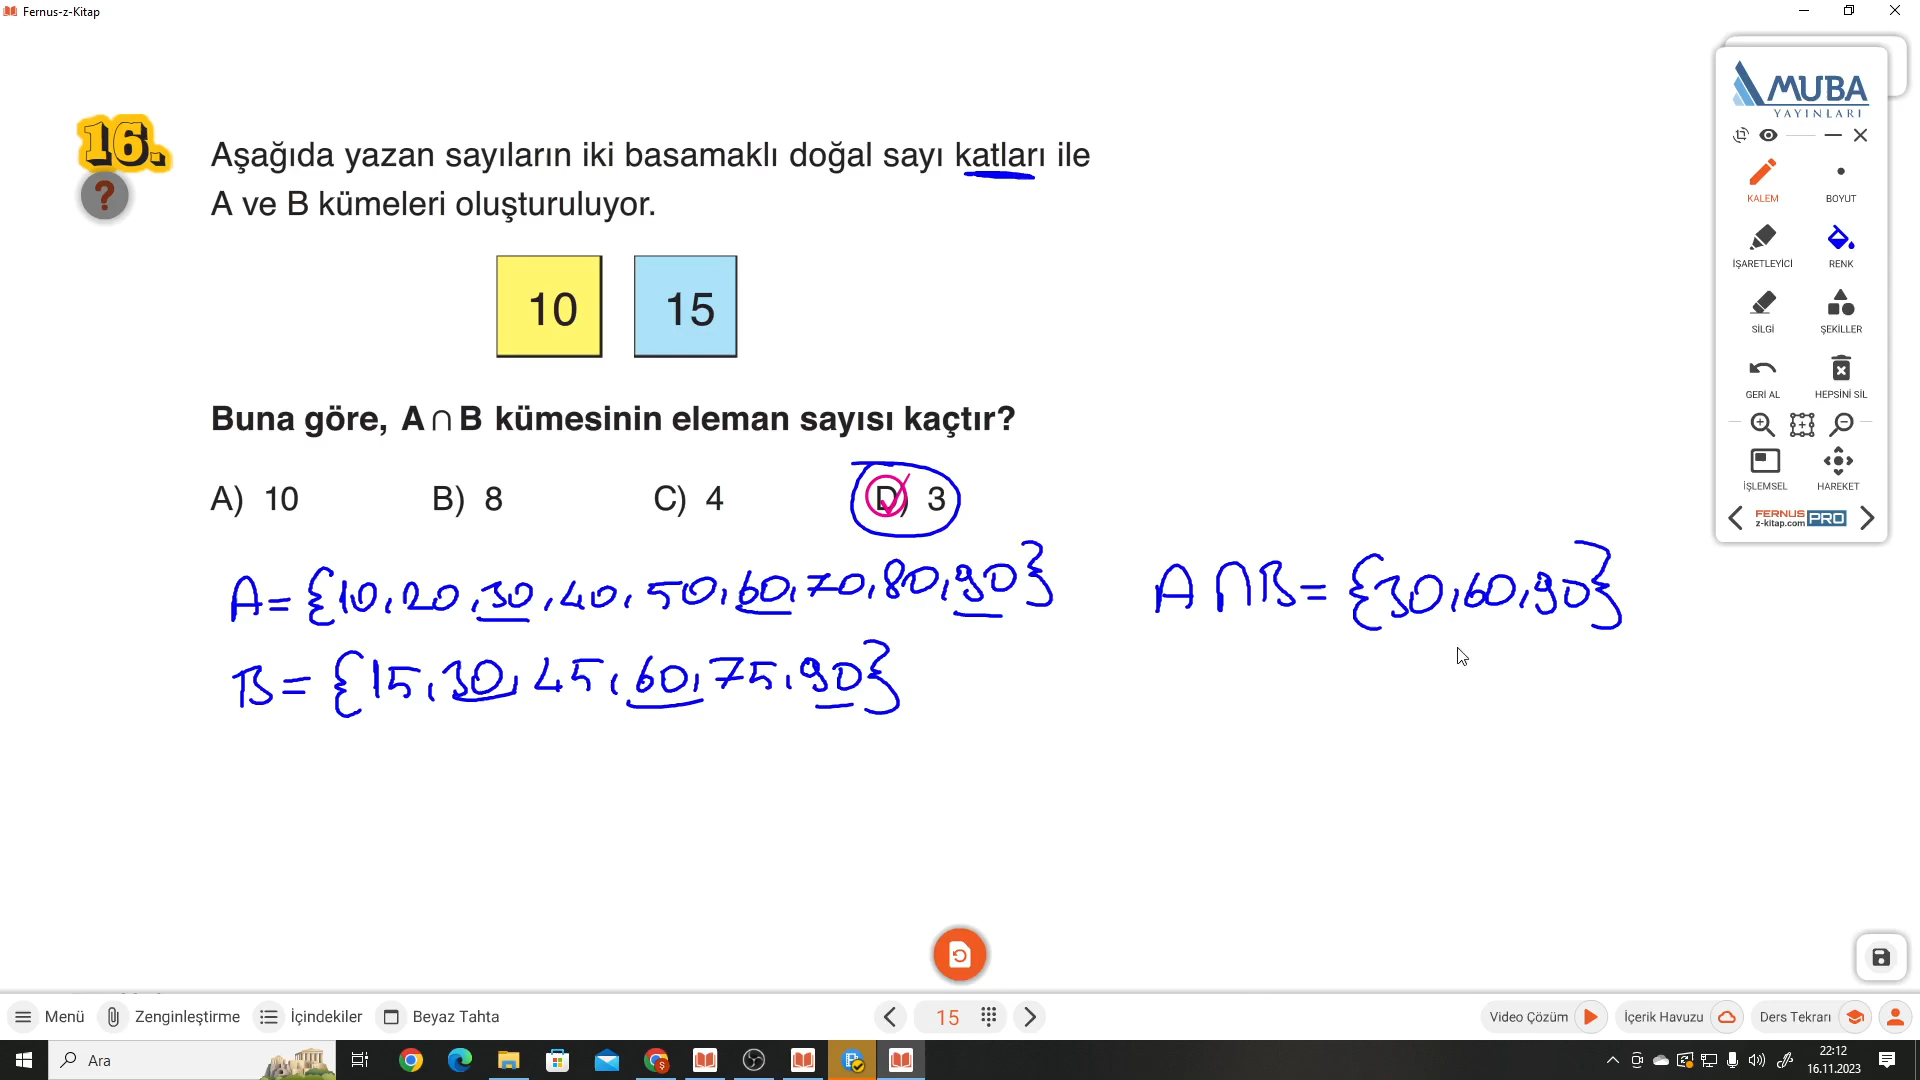 Fernus-z-Kitap
16.
?
Aşağıda yazan sayıların iki basamaklı doğal sayı katları ile
A ve B kümeleri oluşturuluyor.
10 15
Buna göre, A∩B kümesinin eleman sayısı kaçtır?
A) 10 B) 8 C) 4 D) 3
A={10,20,30,40,50,60,70,80,90}
A∩B={30,60,90}
B={15,30,45,60,75,90}
MUBA
YAYINLARI
KALEM BOYUT
İŞARETLEYİCİ RENK
SİLGİ ŞEKİLLER
GERİ AL HEPSİNİ SİL
İŞLEMSEL HAREKET
FERNUS
z-kitap.com PRO
Menü Zenginleştirme İçindekiler Beyaz Tahta 15 Video Çözüm İçerik Havuzu Ders Tekrarı
Ara
22:12
16.11.2023